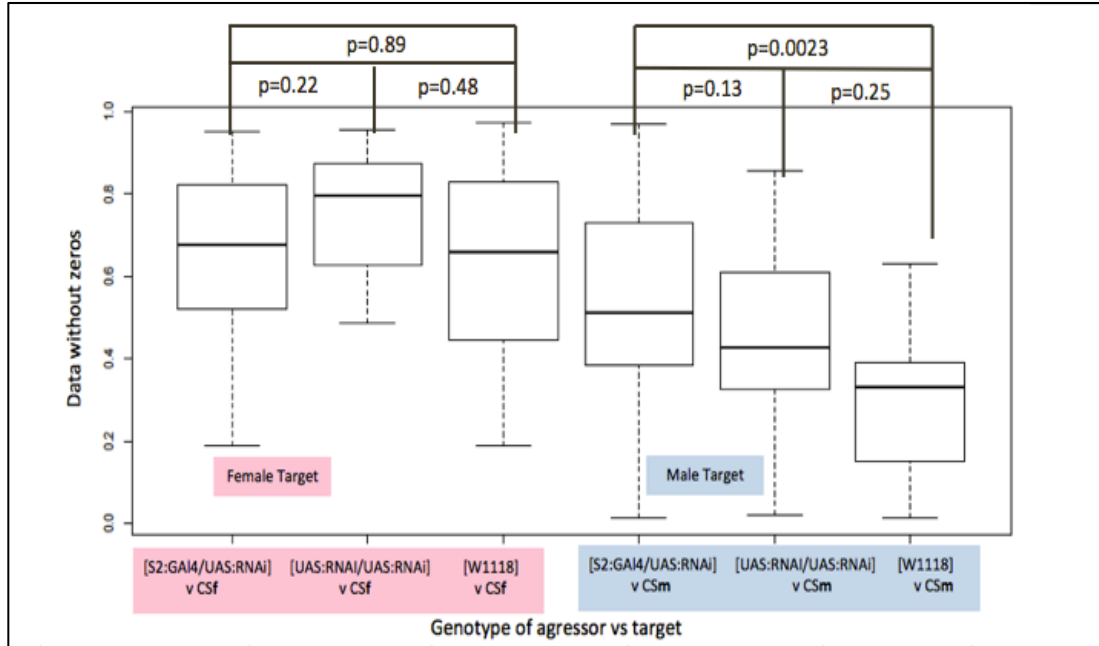 p=0.89
p=0.0023
p=0.22
p=0.48
p=0.13
p=0.25
Data without zeros
1.0
0.8
0.6
0.4
0.2
0.0
Female Target
Male Target
[S2:GAl4/UAS:RNAi]
v CSf
[UAS:RNAI/UAS:RNAi]
v CSf
[W1118]
v CSf
[S2:GAl4/UAS:RNAi]
v CSm
[UAS:RNAI/UAS:RNAi]
v CSm
[W1118]
v CSm
Genotype of agressor vs target